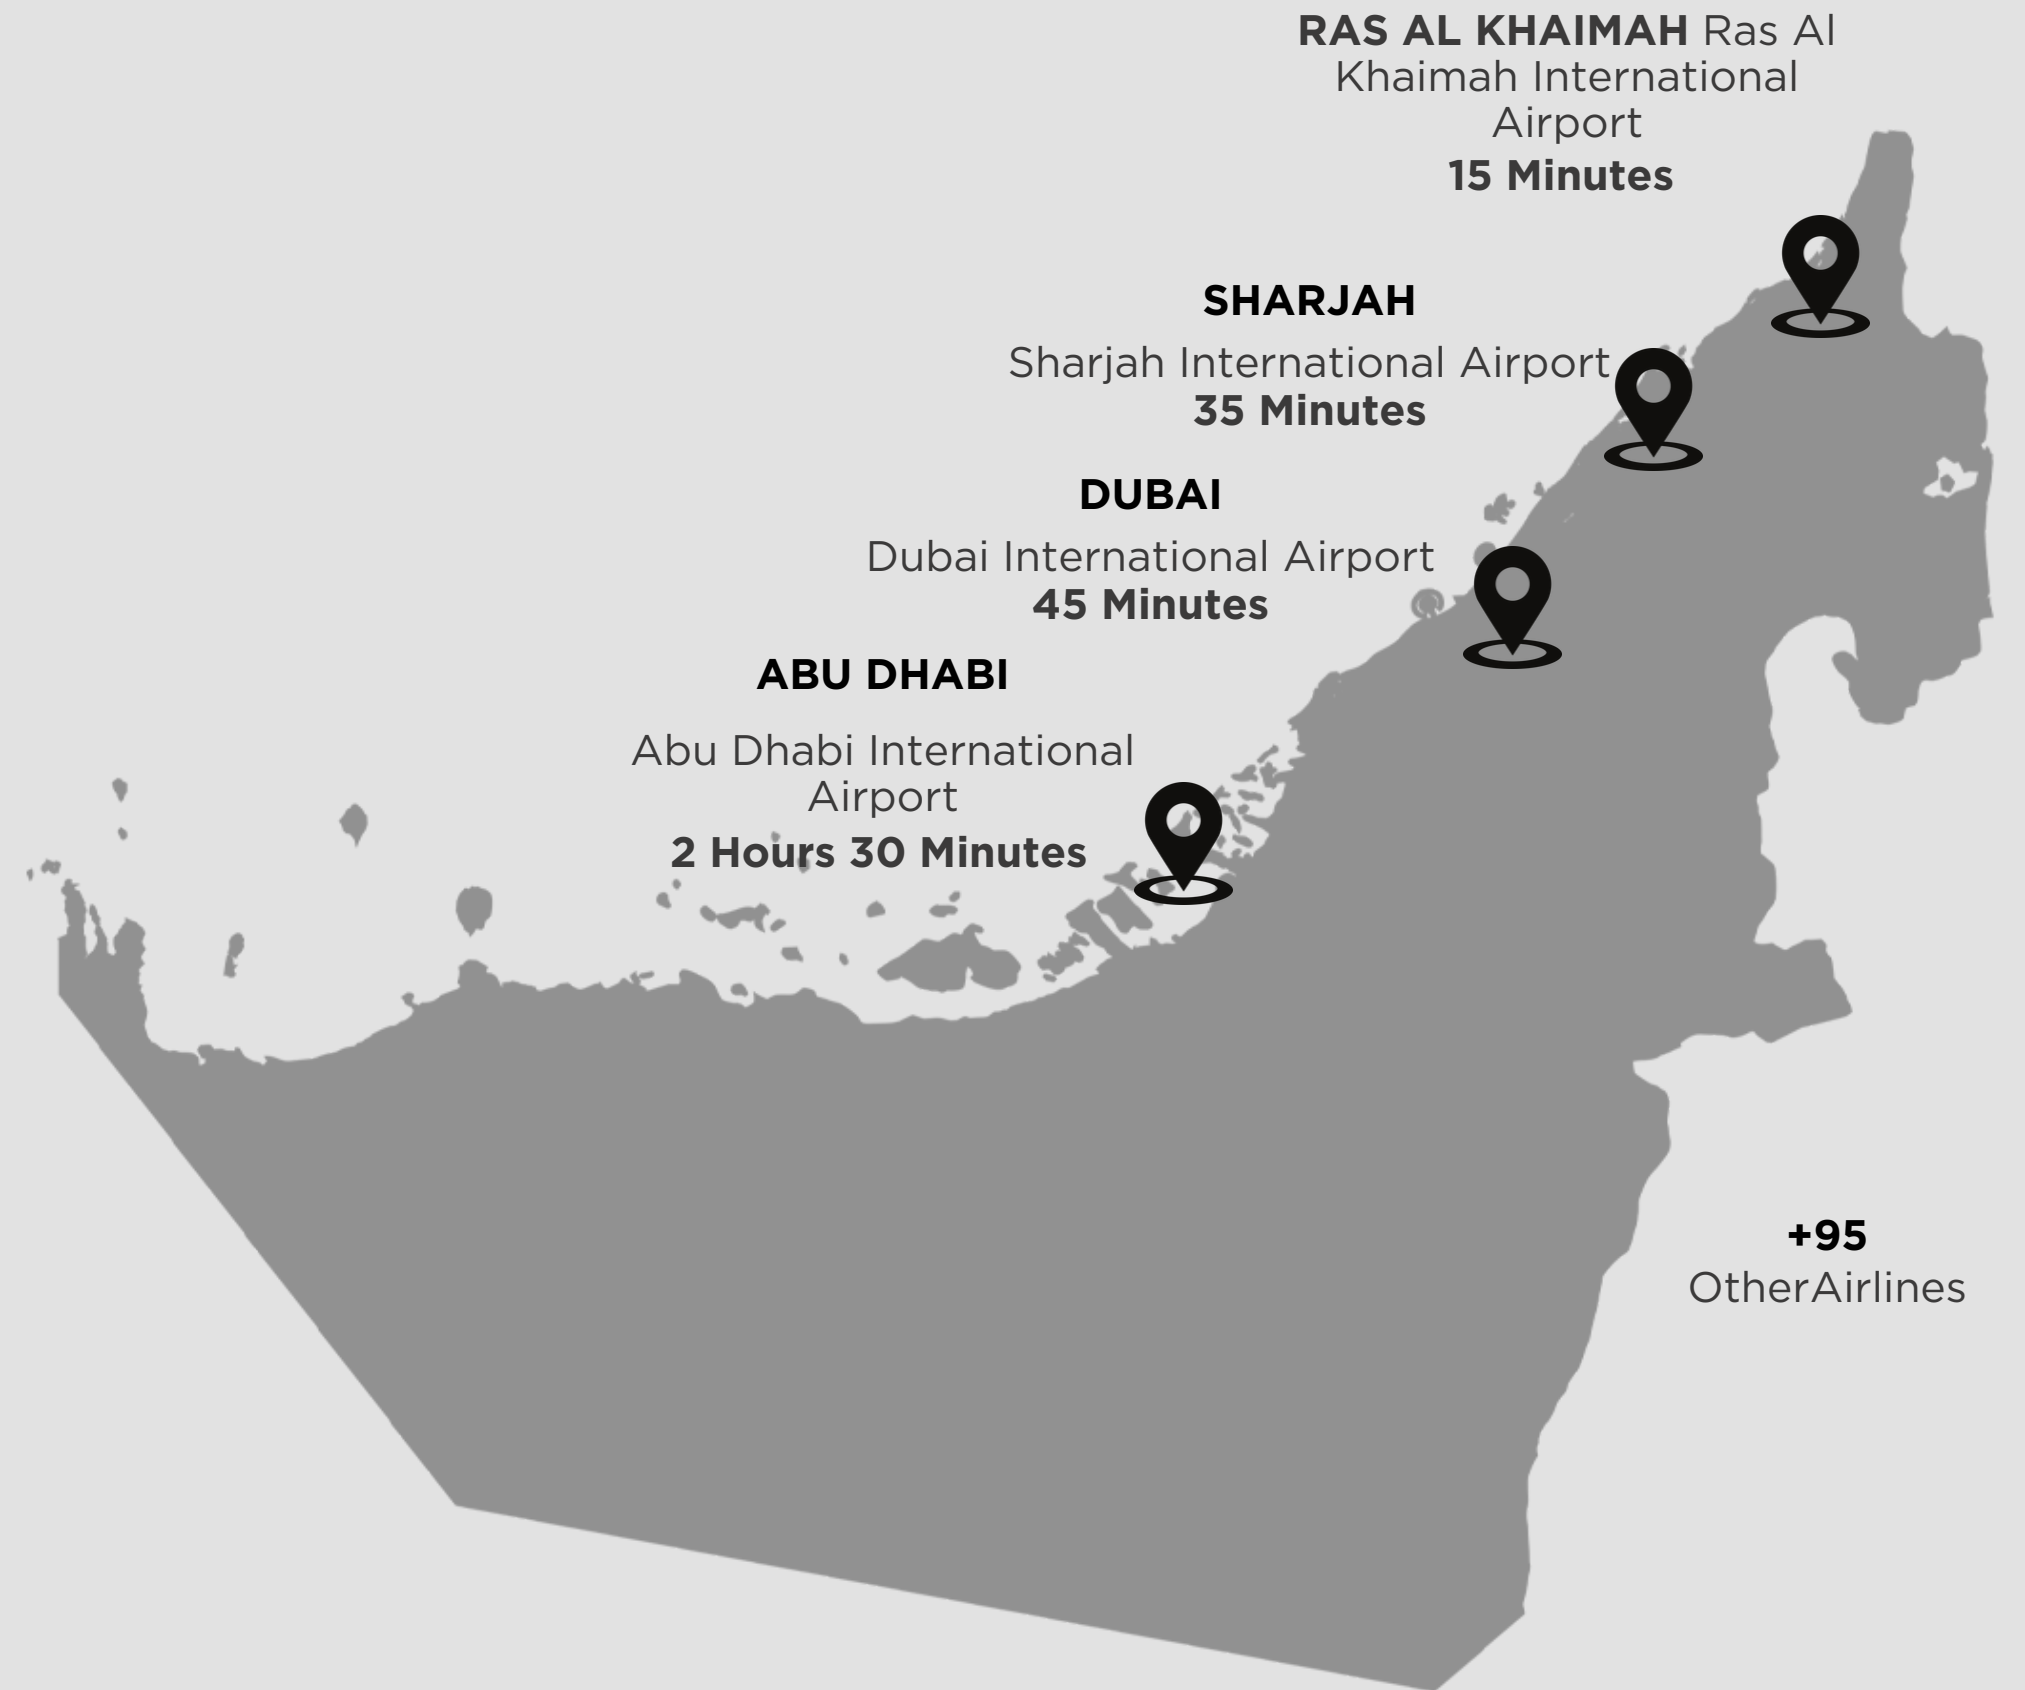 RAS AL KHAIMAH Ras Al
Khaimah International
Airport
15 Minutes
SHARJAH
Sharjah International Airport
35 Minutes
DUBAI
Dubai International Airport
45 Minutes
ABU DHABI
Abu Dhabi International
Airport
2 Hours 30 Minutes
+95
OtherAirlines